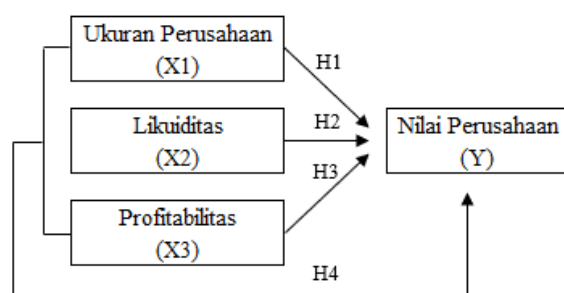 Ukuran Perusahaan
(X1)
H1
Likuiditas
(X2)
H2
Nilai Perusahaan
(Y)
H3
Profitabilitas
(X3)
H4